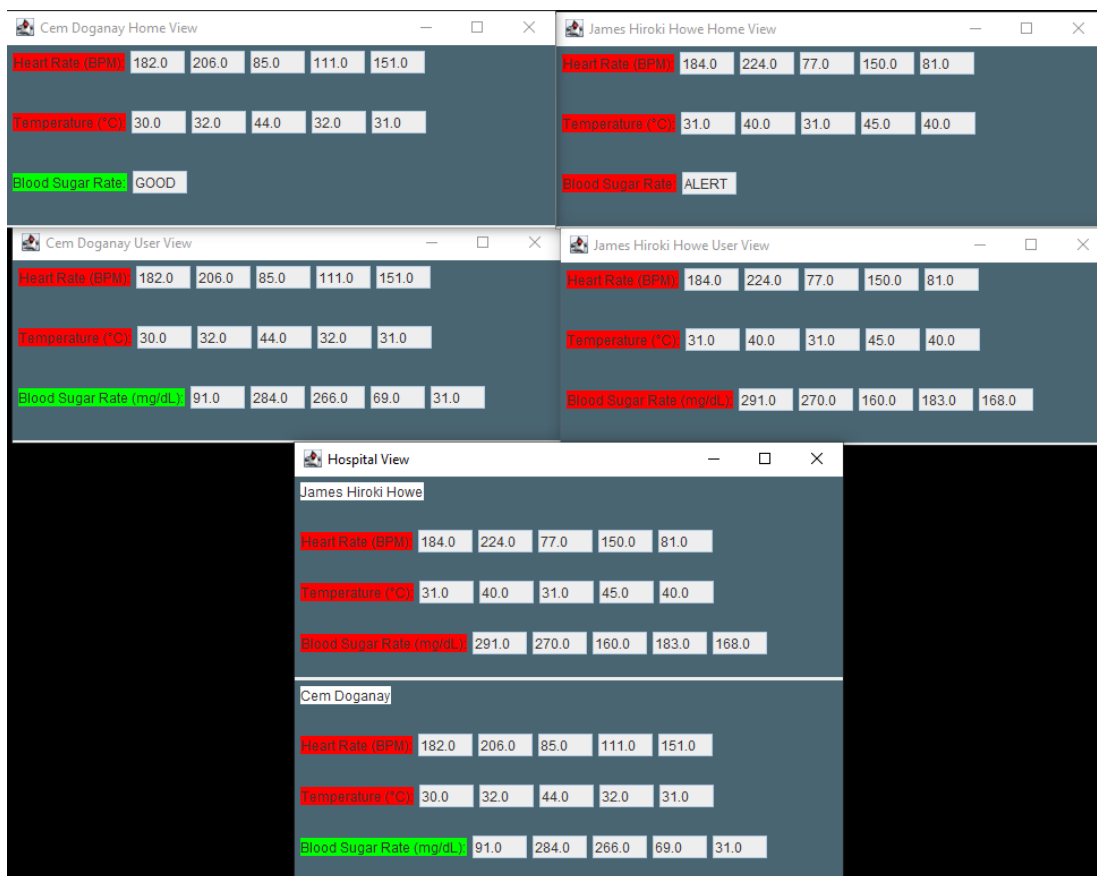 Cem Doganay Home View
Heart Rate (BPM): 182.0 206.0 85.0 111.0 151.0
Temperature (°C): 30.0 32.0 44.0 32.0 31.0
Blood Sugar Rate: GOOD
James Hiroki Howe Home View
Heart Rate (BPM): 184.0 224.0 77.0 150.0 81.0
Temperature (°C): 31.0 40.0 31.0 45.0 40.0
Blood Sugar Rate: ALERT
Cem Doganay User View
Heart Rate (BPM): 182.0 206.0 85.0 111.0 151.0
Temperature (°C): 30.0 32.0 44.0 32.0 31.0
Blood Sugar Rate (mg/dL): 91.0 284.0 266.0 69.0 31.0
James Hiroki Howe User View
Heart Rate (BPM): 184.0 224.0 77.0 150.0 81.0
Temperature (°C): 31.0 40.0 31.0 45.0 40.0
Blood Sugar Rate (mg/dL): 291.0 270.0 160.0 183.0 168.0
Hospital View
James Hiroki Howe
Heart Rate (BPM): 184.0 224.0 77.0 150.0 81.0
Temperature (°C): 31.0 40.0 31.0 45.0 40.0
Blood Sugar Rate (mg/dL): 291.0 270.0 160.0 183.0 168.0
Cem Doganay
Heart Rate (BPM): 182.0 206.0 85.0 111.0 151.0
Temperature (°C): 30.0 32.0 44.0 32.0 31.0
Blood Sugar Rate (mg/dL): 91.0 284.0 266.0 69.0 31.0